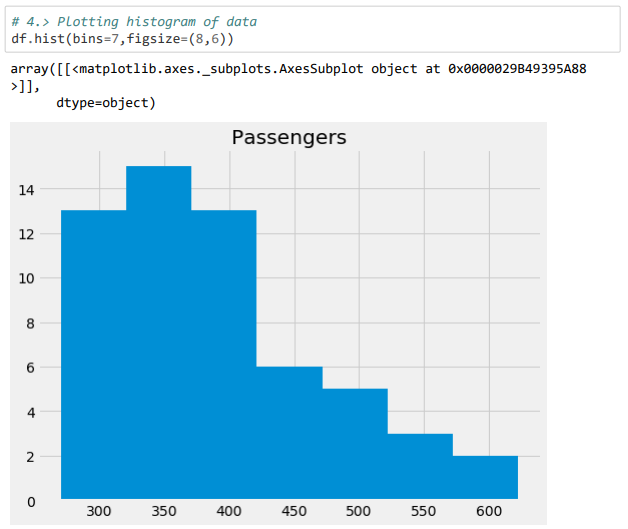 # 4.> Plotting histogram of data
df.hist(bins=7,figsize=(8,6))
array([[<matplotlib.axes._subplots.AxesSubplot object at 0x0000029B49395A88
>]],
dtype=object)
Passengers
14
12
10
8
6
4
2
0
300 350 400 450 500 550 600